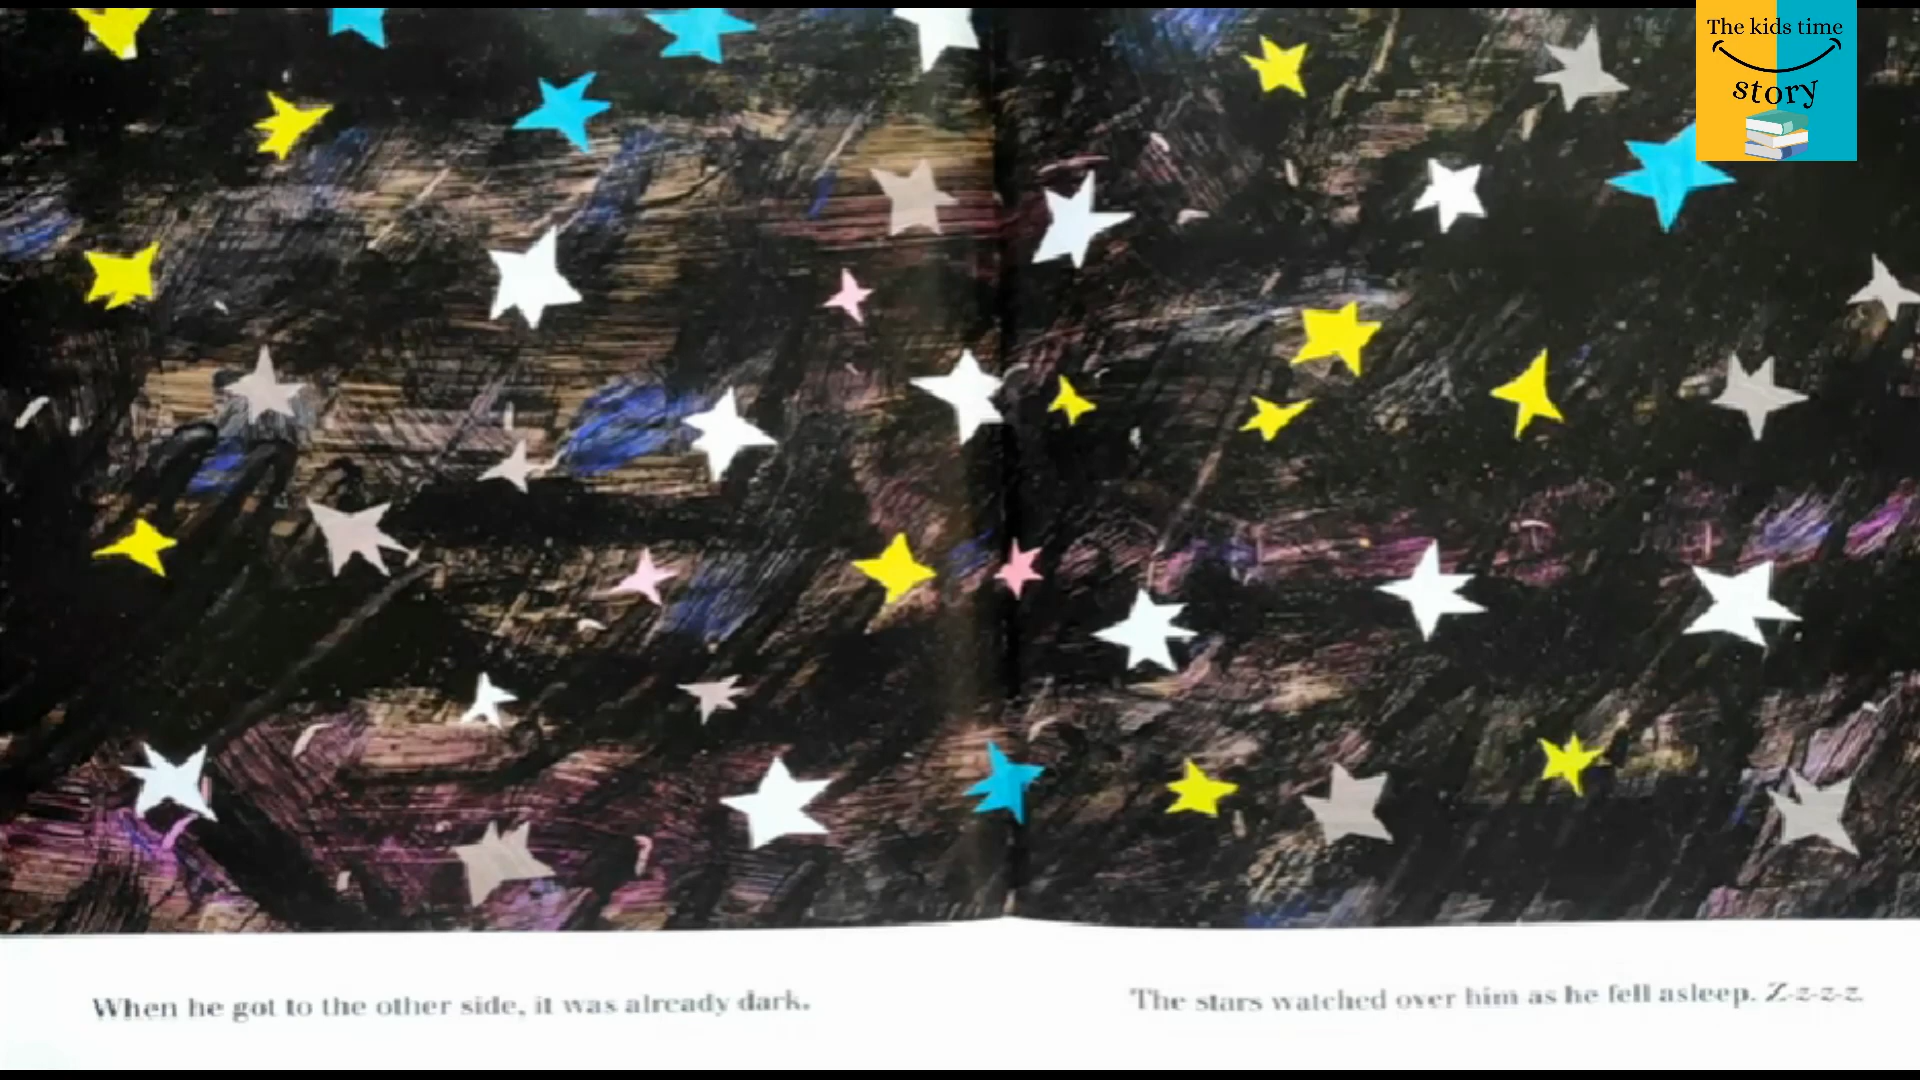 The kids time
story
When he got to the other side, it was already dark.
The stars watched over him as he fell asleep. Z-z-z-z